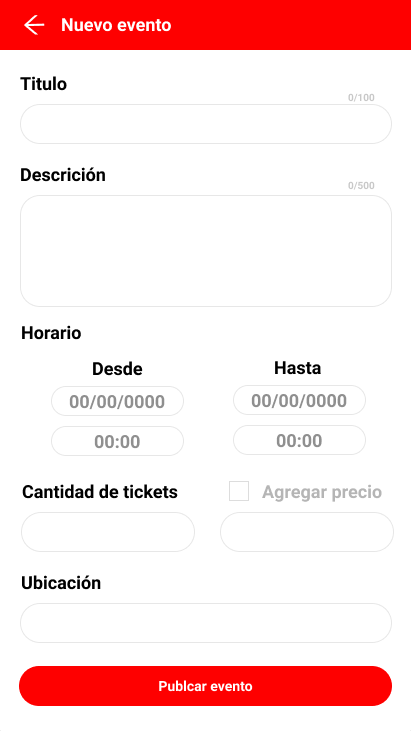 Nuevo evento
Titulo
0/100
Descrición
0/500
Horario
Desde
Hasta
00/00/0000
00/00/0000
00:00
00:00
Cantidad de tickets
Agregar precio
Ubicación
Publcar evento